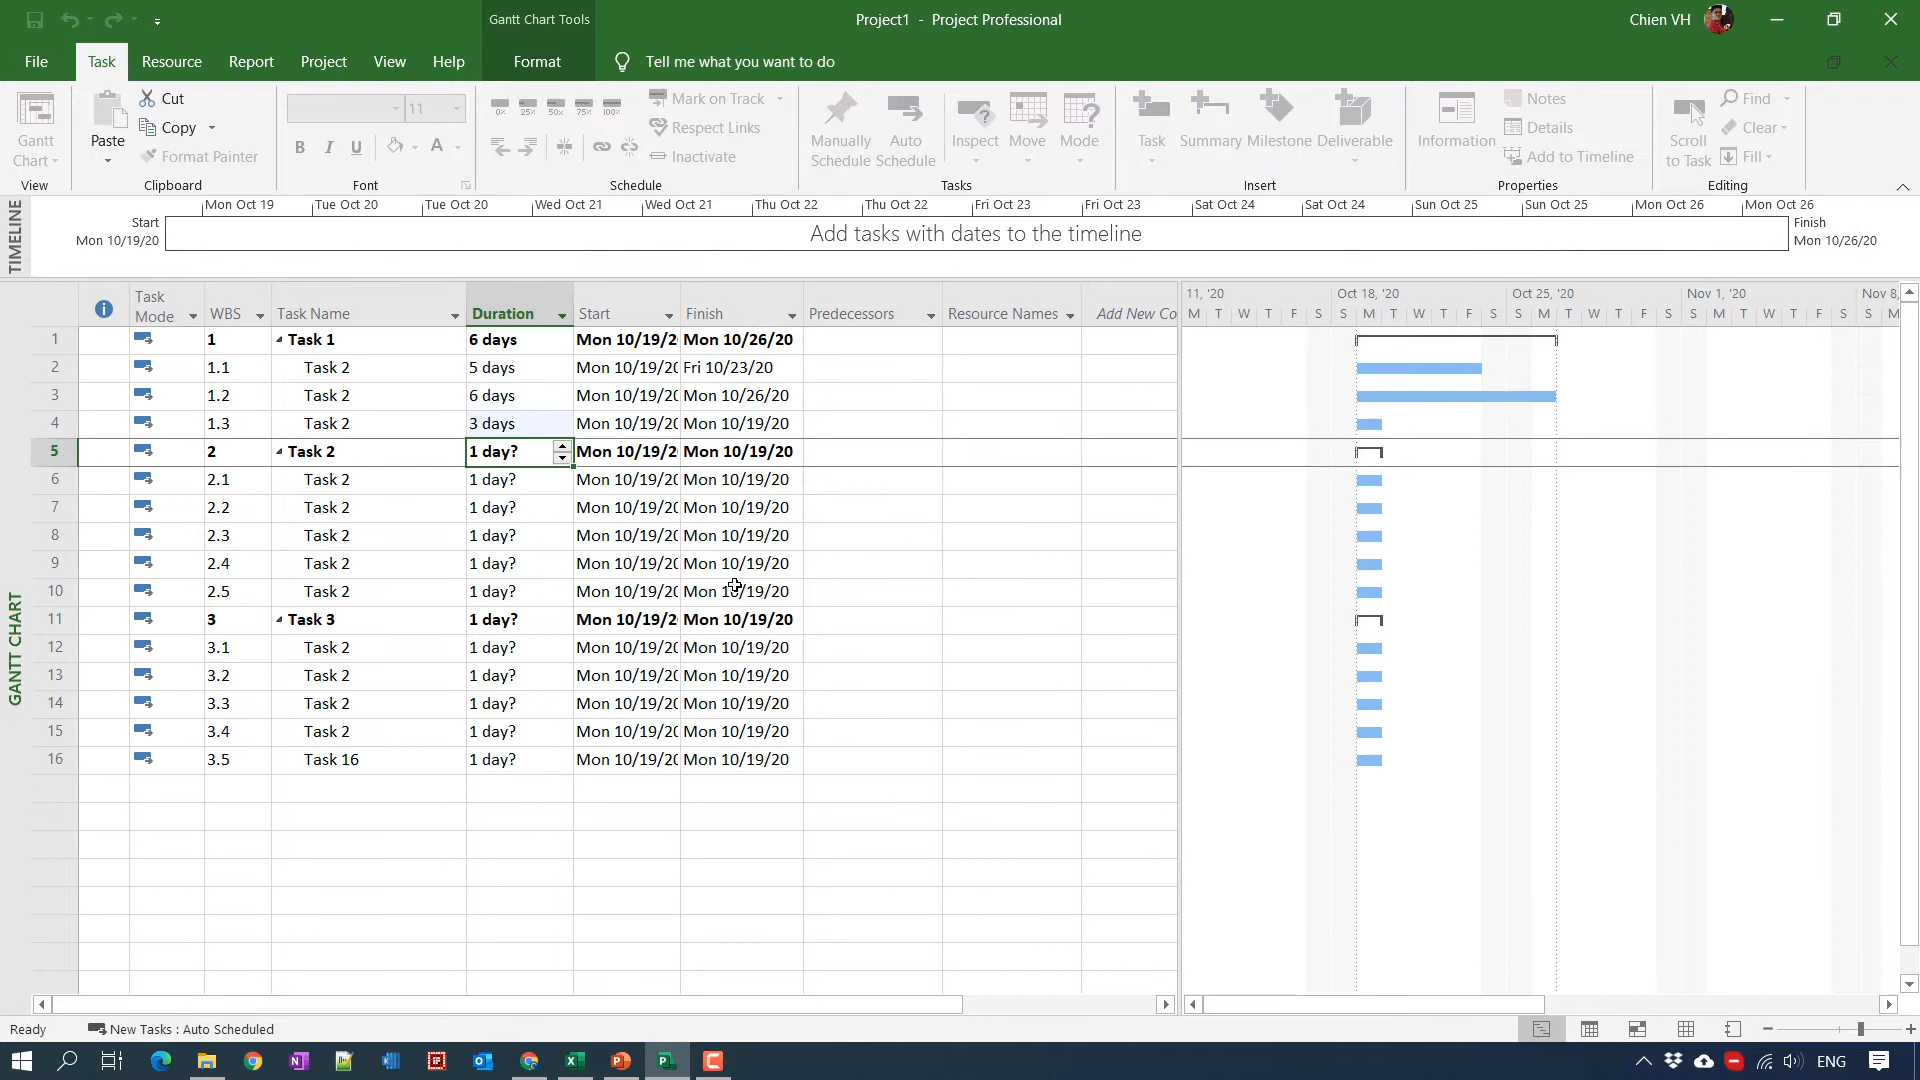 Gantt Chart Tools
Project1 - Project Professional
Chien VH
File Task Resource Report Project View Help Format Tell me what you want to do
Gantt Chart
View
Paste
Cut
Copy
Format Painter
Clipboard
11
B I U A
Font
0% 25% 50% 75% 100%
Mark on Track
Respect Links
Inactivate
Schedule
Manually Schedule
Auto Schedule
Inspect
Move
Mode
Tasks
Task
Summary
Milestone
Deliverable
Insert
Information
Notes
Details
Add to Timeline
Properties
Scroll to Task
Find
Clear
Fill
Editing
TIMELINE
Mon Oct 19 Tue Oct 20 Tue Oct 20 Wed Oct 21 Wed Oct 21 Thu Oct 22 Thu Oct 22 Fri Oct 23 Fri Oct 23 Sat Oct 24 Sat Oct 24 Sun Oct 25 Sun Oct 25 Mon Oct 26 Mon Oct 26
Start
Mon 10/19/20
Add tasks with dates to the timeline
Finish
Mon 10/26/20
GANTT CHART
Task Mode WBS Task Name Duration Start Finish Predecessors Resource Names Add New Co
11, '20 Oct 18, '20 Oct 25, '20 Nov 1, '20 Nov 8,
M T W T F S S M T W T F S S M T W T F S S M T W T F S S M
1 1 Task 1 6 days Mon 10/19/2 Mon 10/26/20
2 1.1 Task 2 5 days Mon 10/19/20 Fri 10/23/20
3 1.2 Task 2 6 days Mon 10/19/20 Mon 10/26/20
4 1.3 Task 2 3 days Mon 10/19/20 Mon 10/19/20
5 2 Task 2 1 day? Mon 10/19/2 Mon 10/19/20
6 2.1 Task 2 1 day? Mon 10/19/20 Mon 10/19/20
7 2.2 Task 2 1 day? Mon 10/19/20 Mon 10/19/20
8 2.3 Task 2 1 day? Mon 10/19/20 Mon 10/19/20
9 2.4 Task 2 1 day? Mon 10/19/20 Mon 10/19/20
10 2.5 Task 2 1 day? Mon 10/19/20 Mon 10/19/20
11 3 Task 3 1 day? Mon 10/19/2 Mon 10/19/20
12 3.1 Task 2 1 day? Mon 10/19/20 Mon 10/19/20
13 3.2 Task 2 1 day? Mon 10/19/20 Mon 10/19/20
14 3.3 Task 2 1 day? Mon 10/19/20 Mon 10/19/20
15 3.4 Task 2 1 day? Mon 10/19/20 Mon 10/19/20
16 3.5 Task 16 1 day? Mon 10/19/20 Mon 10/19/20
Ready New Tasks : Auto Scheduled
ENG